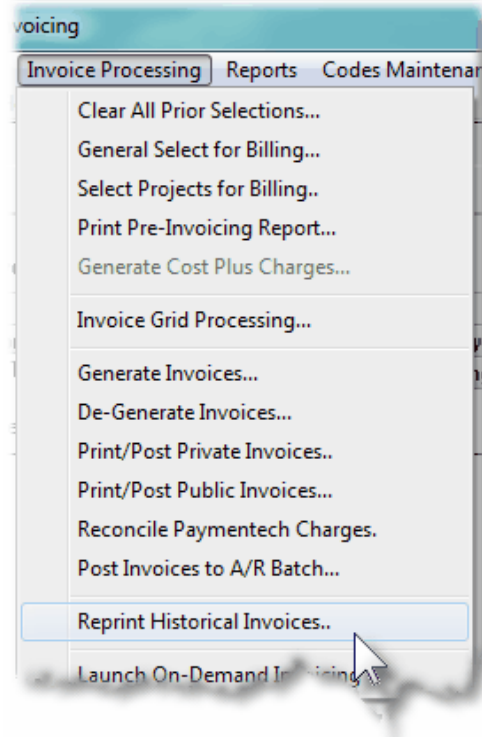 voicing
Invoice Processing Reports Codes Maintenan
Clear All Prior Selections...
General Select for Billing...
Select Projects for Billing..
Print Pre-Invoicing Report...
Generate Cost Plus Charges...
Invoice Grid Processing...
Generate Invoices...
De-Generate Invoices...
Print/Post Private Invoices..
Print/Post Public Invoices...
Reconcile Paymentech Charges.
Post Invoices to A/R Batch...
Reprint Historical Invoices..
Launch On-Demand Invoicing